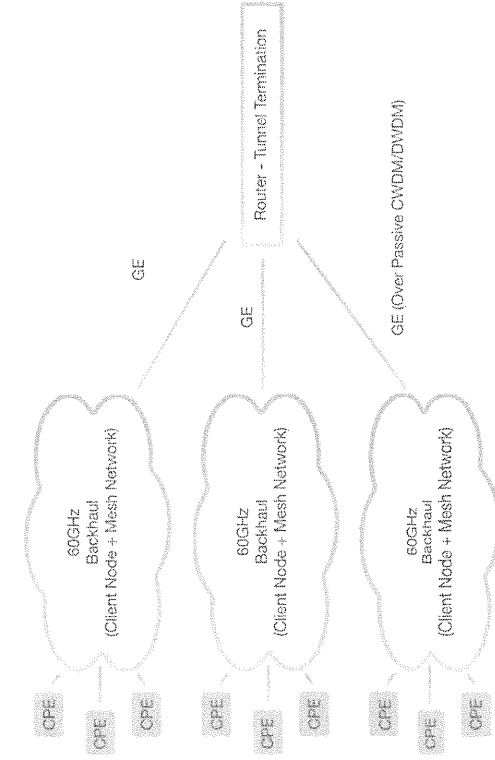 CPE
CPE
CPE
60GHz
Backhaul
(Client Node + Mesh Network)
GE
CPE
CPE
CPE
60GHz
Backhaul
(Client Node + Mesh Network)
GE
Router - Tunnel Termination
CPE
CPE
CPE
60GHz
Backhaul
(Client Node + Mesh Network)
GE (Over Passive CWDM/DWDM)